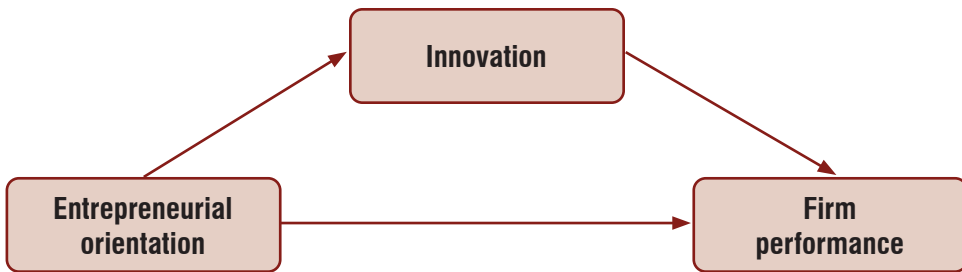 Innovation
Entrepreneurial
orientation
Firm
performance